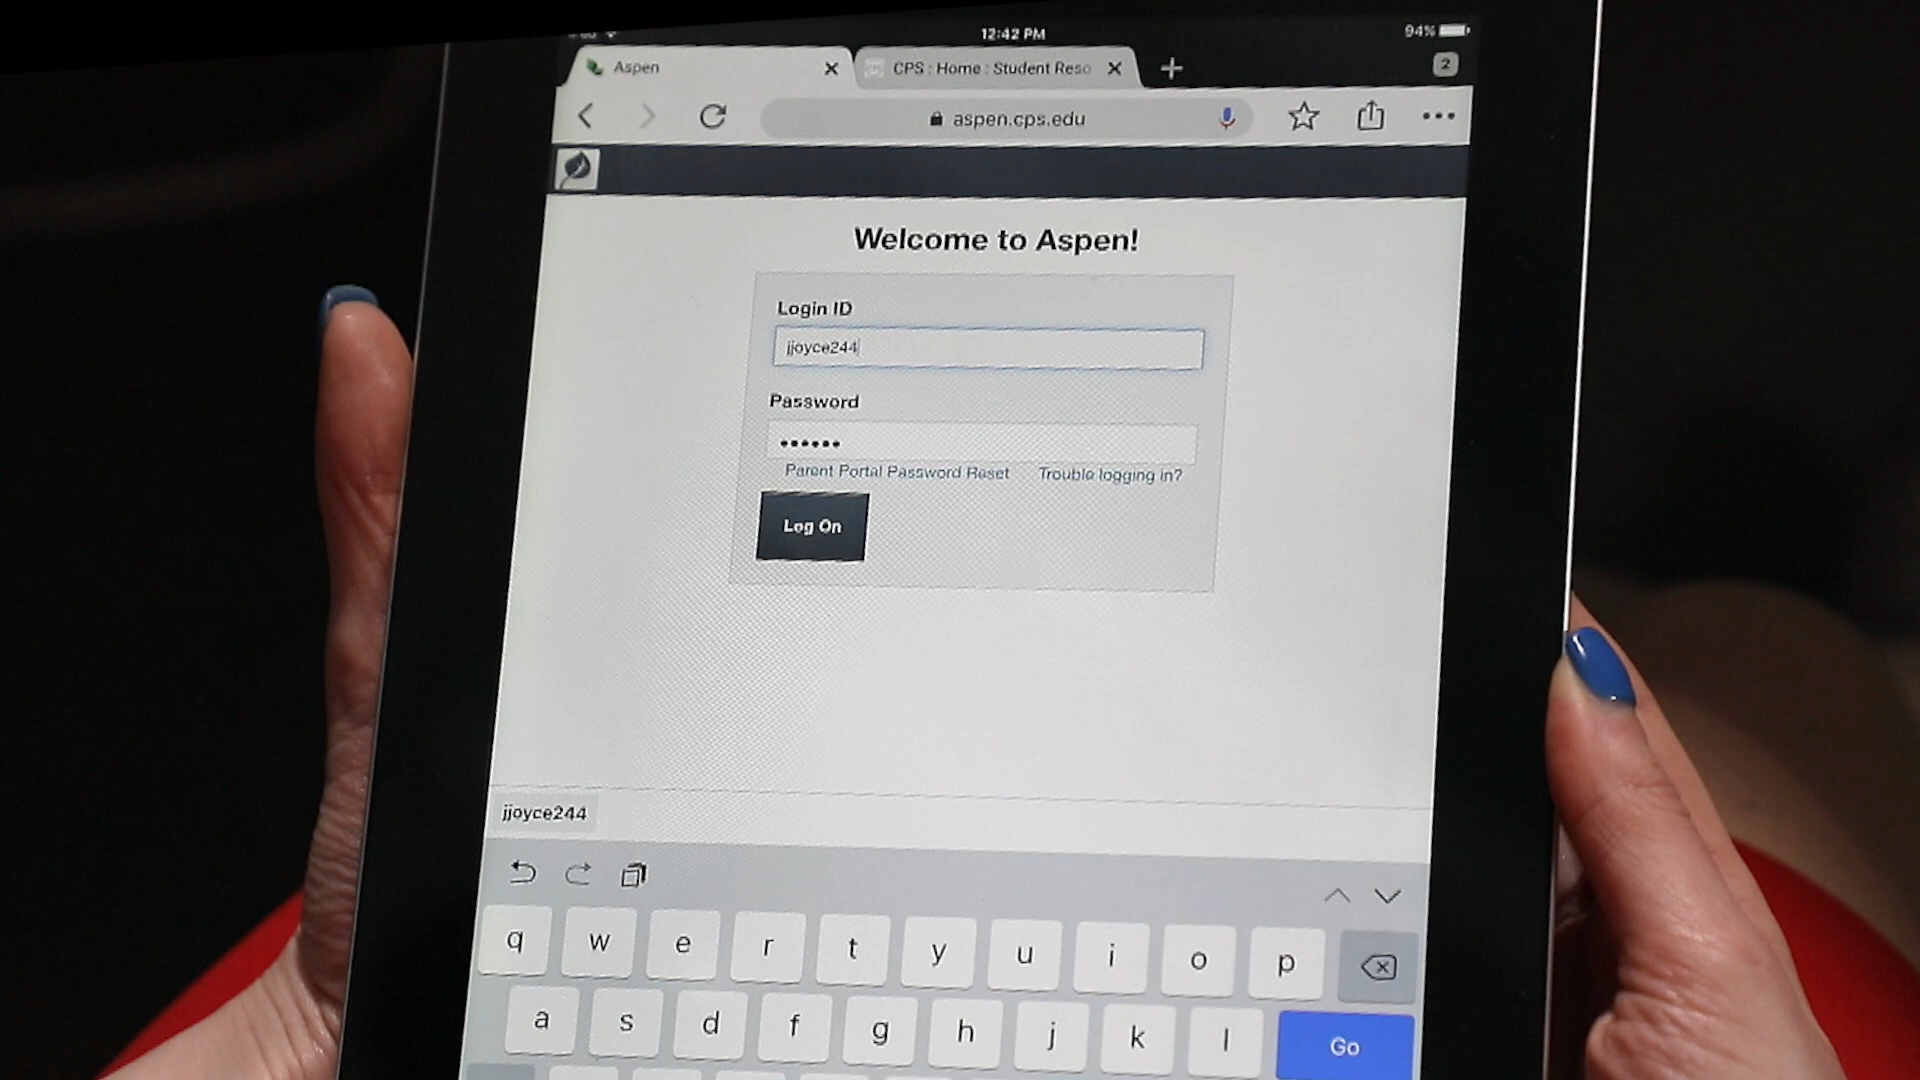 12:42 PM
94%
Aspen
CPS : Home : Student Reso
2
aspen.cps.edu
Welcome to Aspen!
Login ID
jjoyce244
Password
Parent Portal Password Reset
Trouble logging in?
Log On
jjoyce244
q w e r t y u i o p
a s d f g h j k l Go